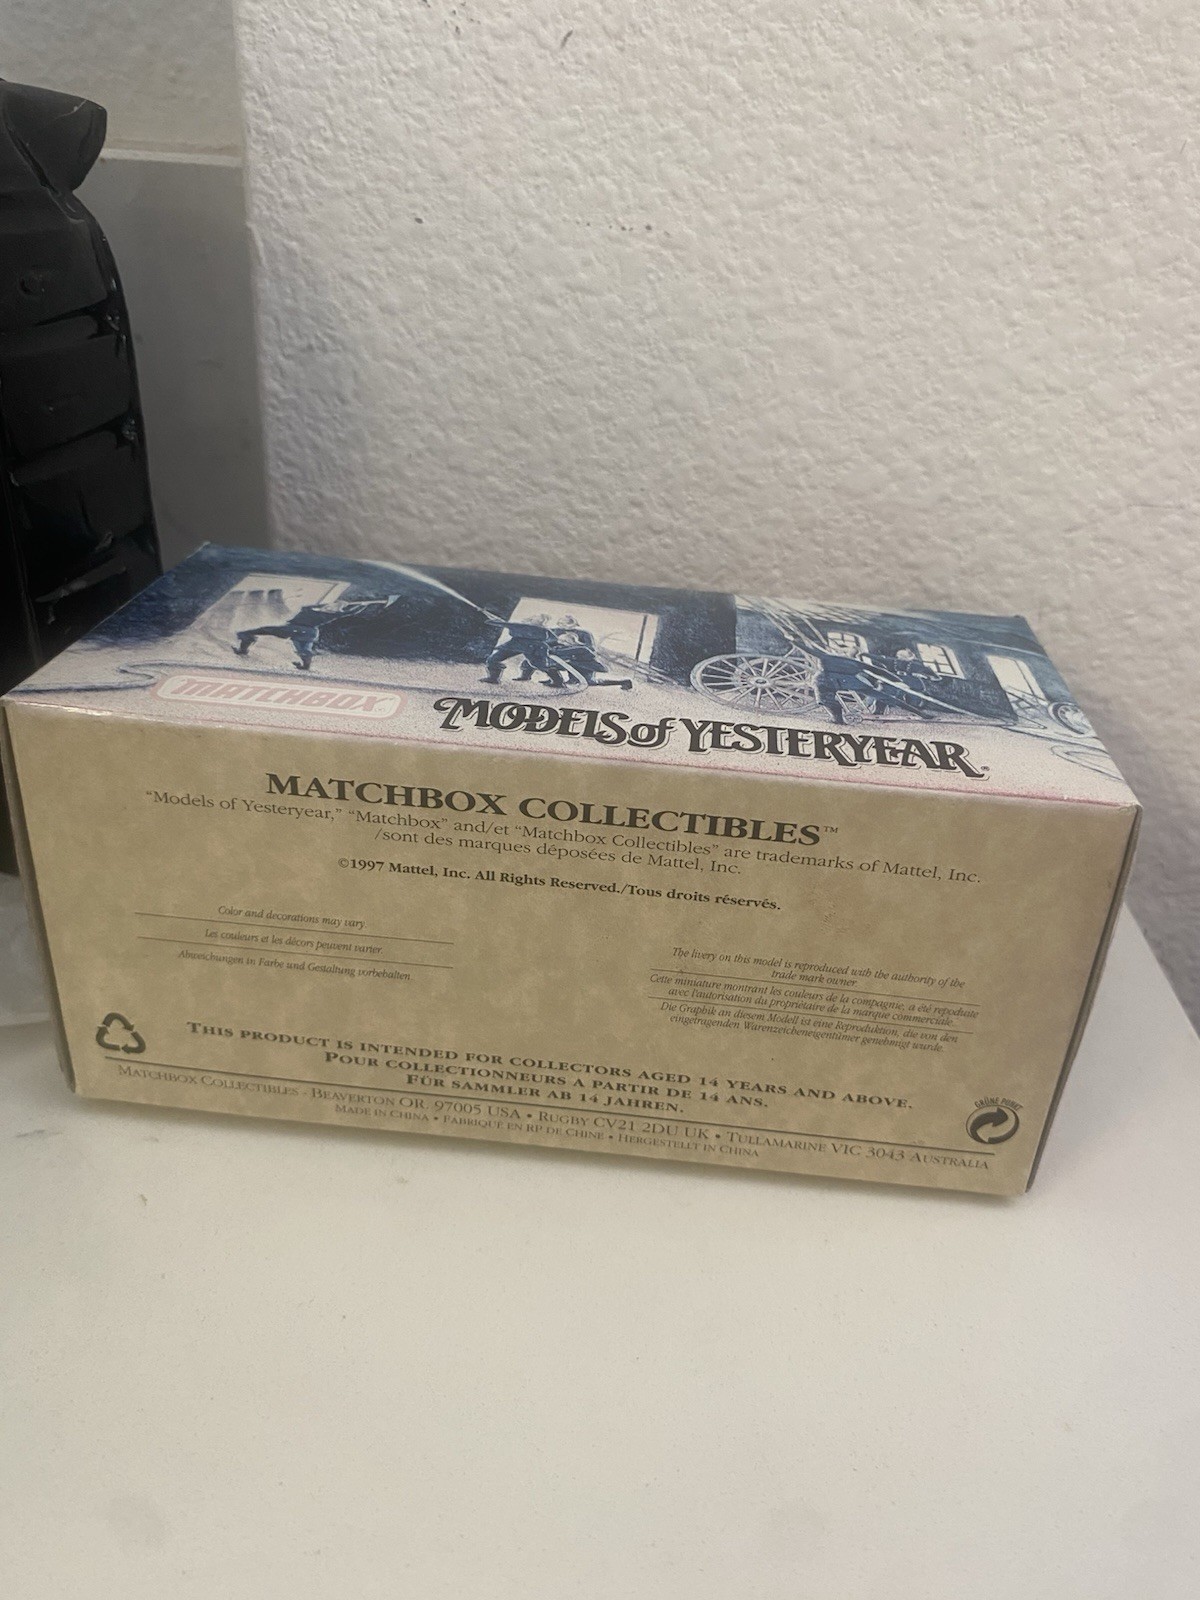 MATCHBOX
MODELS of YESTERYEAR®
MATCHBOX COLLECTIBLES™
“Models of Yesteryear,” “Matchbox” and/et “Matchbox Collectibles” are trademarks of Mattel, Inc.
/sont des marques déposées de Mattel, Inc.
©1997 Mattel, Inc. All Rights Reserved./Tous droits réservés.
Color and decorations may vary
Les couleurs et les décors peuvent varier.
Abweichungen in Farbe und Gestaltung vorbehalten
The livery on this model is reproduced with the authority of the
trade mark owner
Cette miniature montrant les couleurs de la compagnie, a été repoduite
avec l'autorisation du propriétaire de la marque commerciale.
Die Graphik an diesem Modell ist eine Reproduktion, die von den
eingetragenden Warenzeicheneigentümer genehmigt wurde.
THIS PRODUCT IS INTENDED FOR COLLECTORS AGED 14 YEARS AND ABOVE.
POUR COLLECTIONNEURS A PARTIR DE 14 ANS.
FÜR SAMMLER AB 14 JAHREN.
GRÜNE PUNKT
MATCHBOX COLLECTIBLES - BEAVERTON OR. 97005 USA • RUGBY CV21 2DU UK • TULLAMARINE VIC 3043 AUSTRALIA
MADE IN CHINA • FABRIQUÉ EN RP DE CHINE • HERGESTELLT IN CHINA